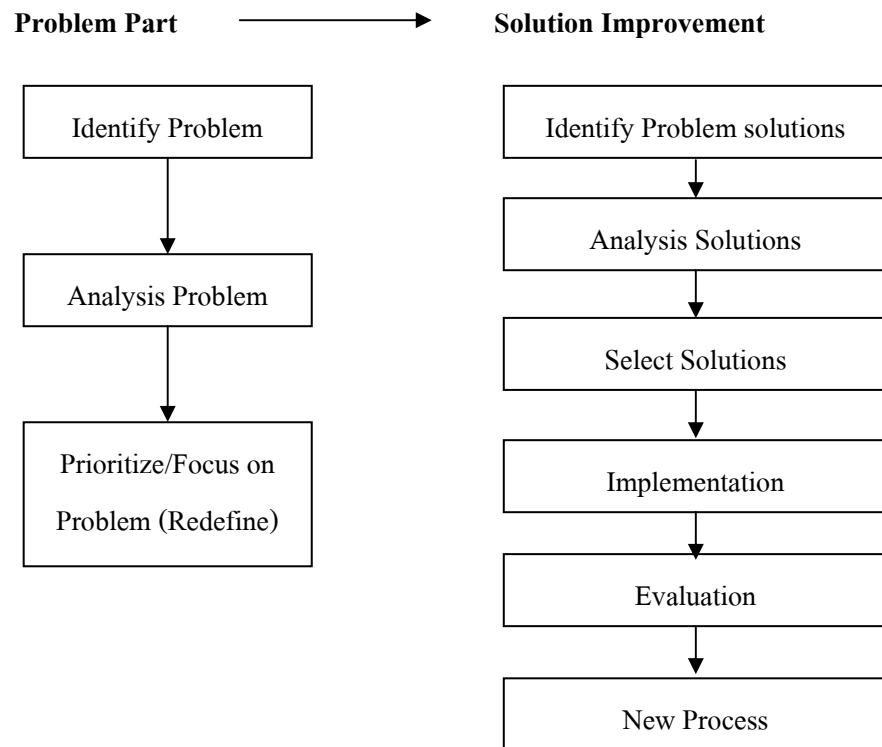 Problem Part
Solution Improvement
Identify Problem
Analysis Problem
Prioritize/Focus on
Problem (Redefine)
Identify Problem solutions
Analysis Solutions
Select Solutions
Implementation
Evaluation
New Process